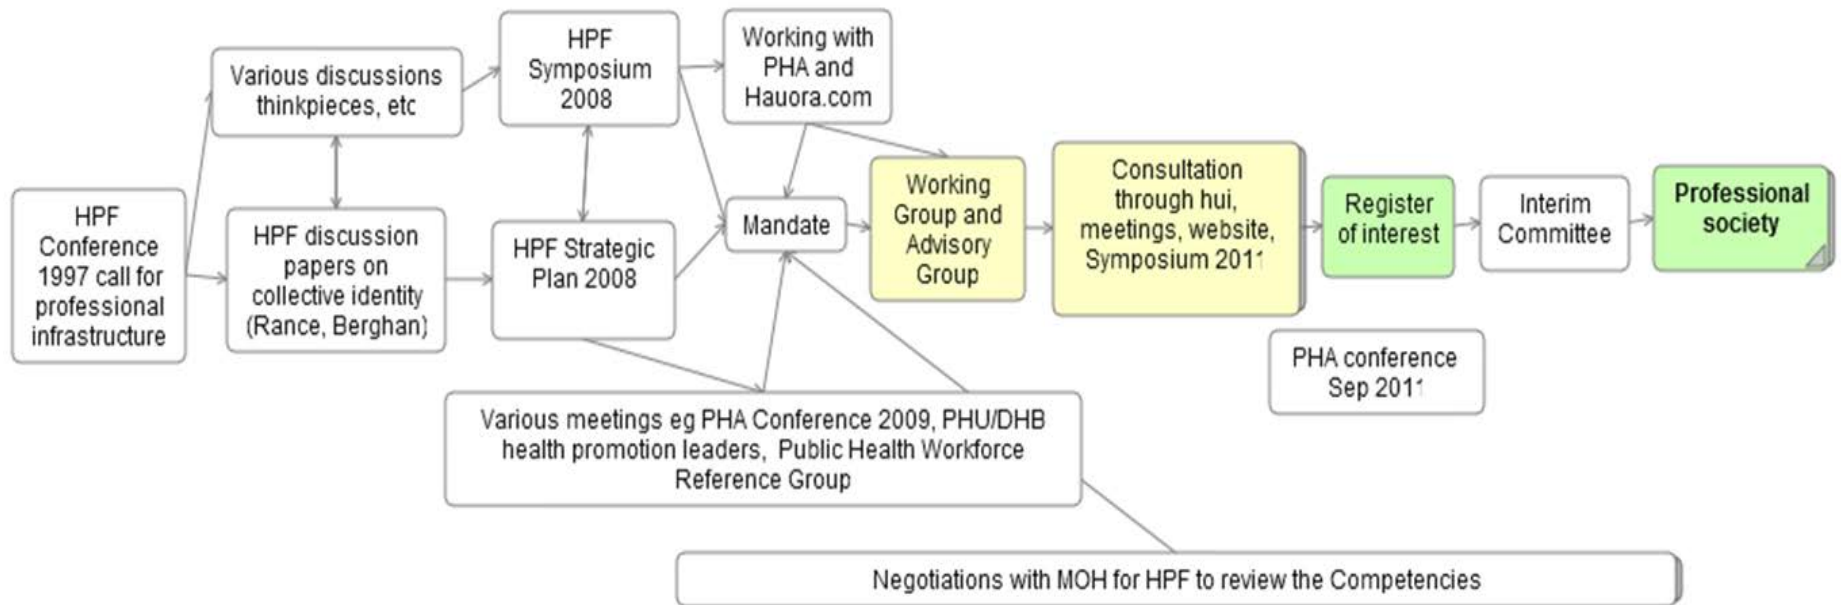 HPF
Conference
1997 call for
professional
infrastructure
Various discussions
thinkpieces, etc
HPF discussion
papers on
collective identity
(Rance, Berghan)
HPF
Symposium
2008
HPF Strategic
Plan 2008
Working with
PHA and
Hauora.com
Mandate
Working
Group and
Advisory
Group
Consultation
through hui,
meetings, website,
Symposium 2011
Register
of interest
Interim
Committee
Professional
society
PHA conference
Sep 2011
Various meetings eg PHA Conference 2009, PHU/DHB
health promotion leaders, Public Health Workforce
Reference Group
Negotiations with MOH for HPF to review the Competencies